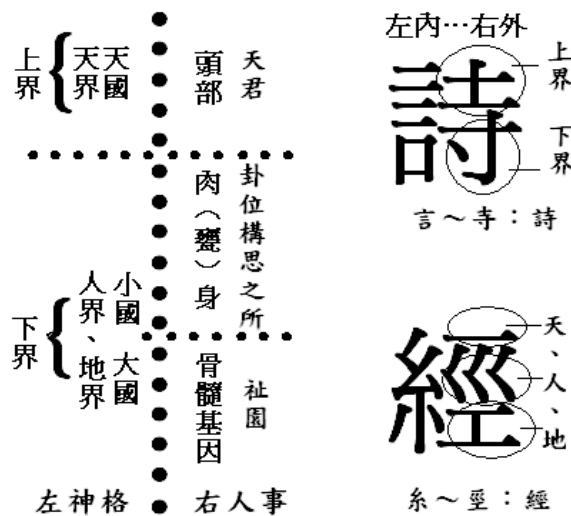 上界
天界
天國
頭部
天君
下界
人界、地界
小國
大國
肉（甕）身
卦位構思之所
骨髓基因
祉園
左神格
右人事
左內…右外
詩
上界
下界
言～寺：詩
經
天、人、地
糸～巠：經